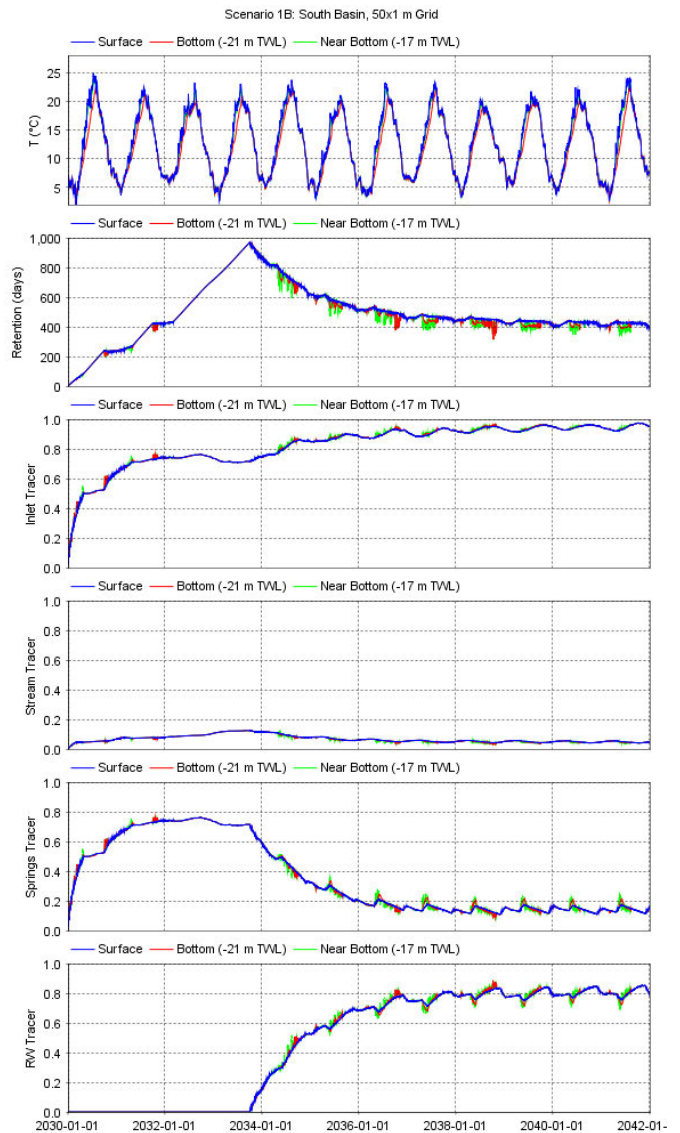 Scenario 1B: South Basin, 50x1 m Grid
Surface Bottom (-21 m TWL) Near Bottom (-17 m TWL)
25
20
15
10
5
T (°C)
Surface Bottom (-21 m TWL) Near Bottom (-17 m TWL)
1,000
800
600
400
200
0
Retention (days)
Surface Bottom (-21 m TWL) Near Bottom (-17 m TWL)
1.0
0.8
0.6
0.4
0.2
0.0
Inlet Tracer
Surface Bottom (-21 m TWL) Near Bottom (-17 m TWL)
1.0
0.8
0.6
0.4
0.2
0.0
Stream Tracer
Surface Bottom (-21 m TWL) Near Bottom (-17 m TWL)
1.0
0.8
0.6
0.4
0.2
0.0
Springs Tracer
Surface Bottom (-21 m TWL) Near Bottom (-17 m TWL)
1.0
0.8
0.6
0.4
0.2
0.0
RW Tracer
2030-01-01 2032-01-01 2034-01-01 2036-01-01 2038-01-01 2040-01-01 2042-01-